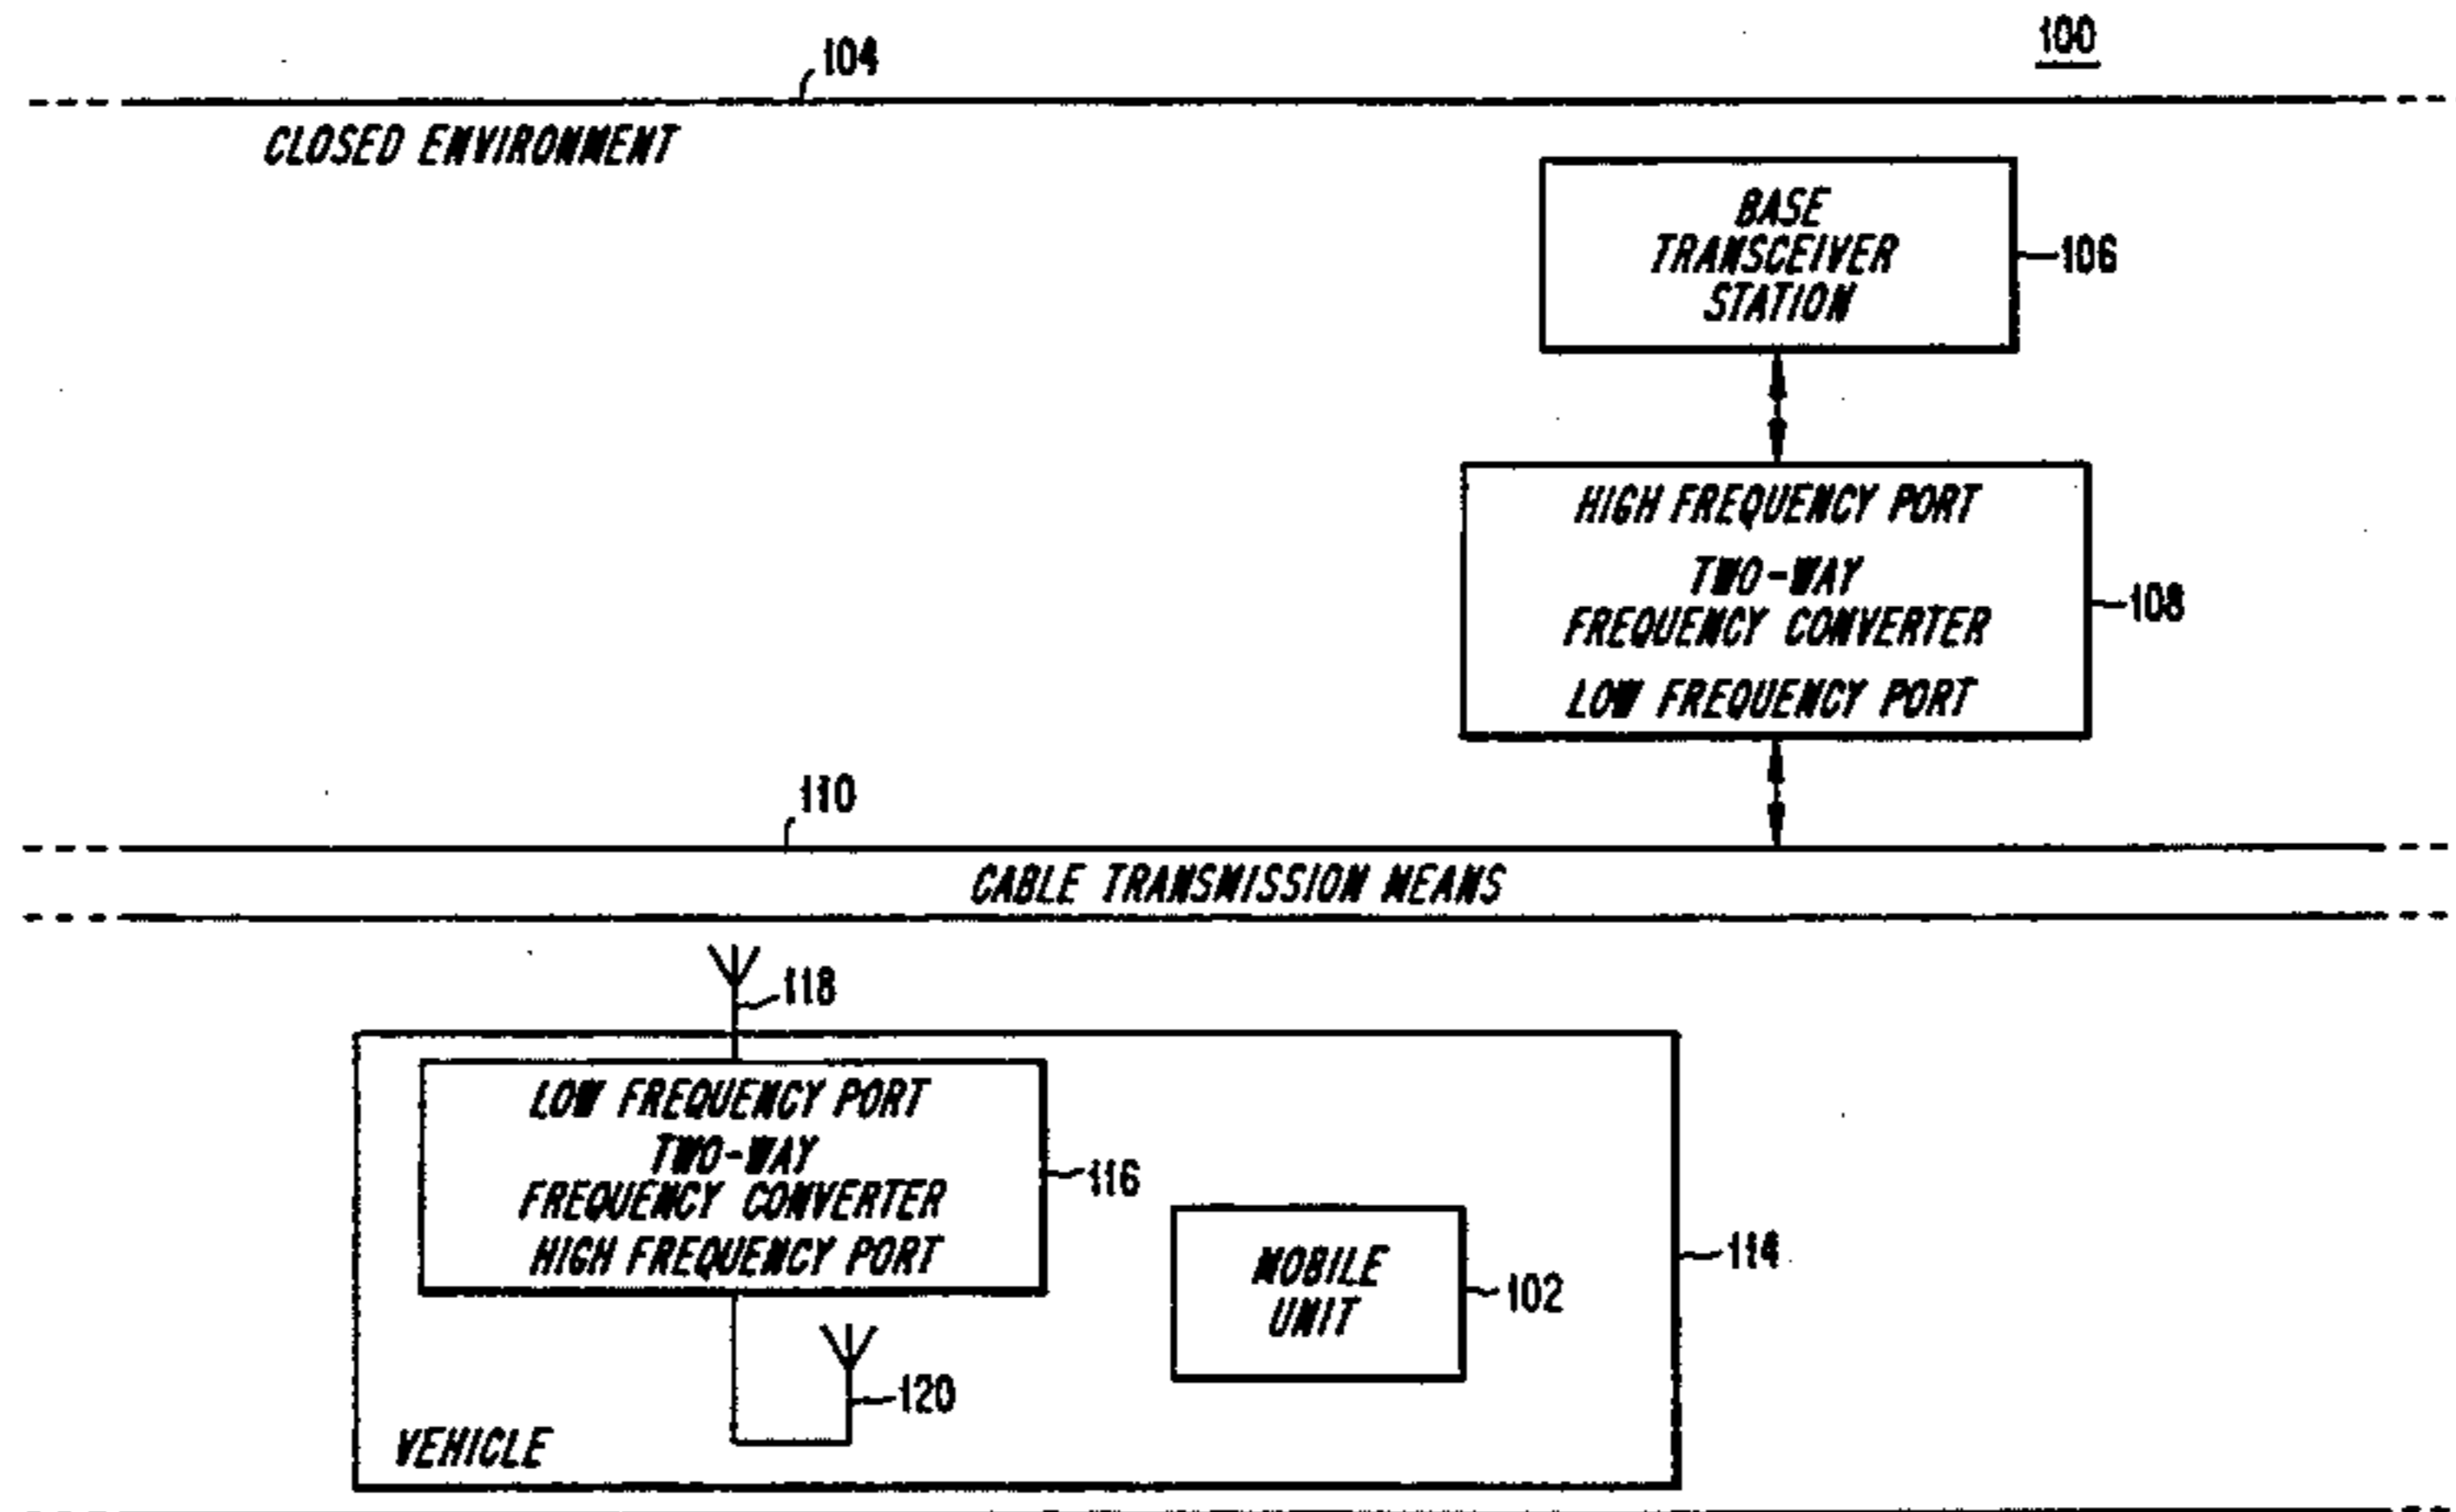 104
100
CLOSED ENVIRONMENT
BASE
TRANSCEIVER
STATION
106
HIGH FREQUENCY PORT
TWO-WAY
FREQUENCY CONVERTER
LOW FREQUENCY PORT
108
110
CABLE TRANSMISSION MEANS
118
LOW FREQUENCY PORT
TWO-WAY
FREQUENCY CONVERTER
HIGH FREQUENCY PORT
116
MOBILE
UNIT
102
114
120
VEHICLE